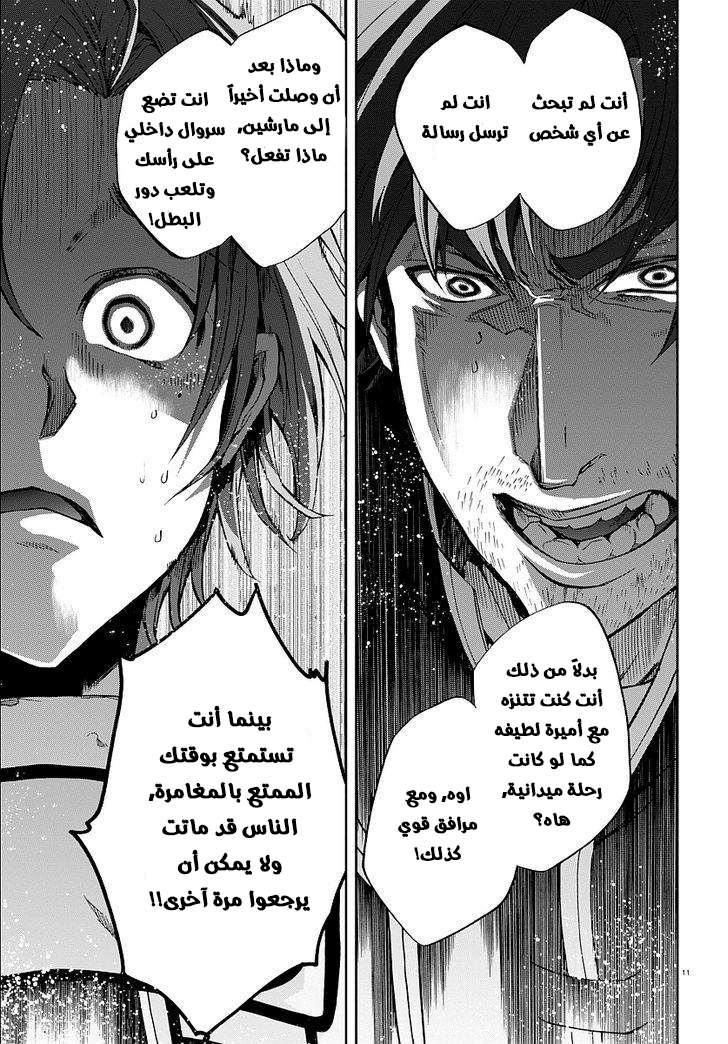 أنت لم تبحث
عن أي شخص
انت لم
ترسل رسالة
بدلاً من ذلك
أنت كنت تتنزه
مع أميرة لطيفه
كما لو كانت
رحلة ميدانية,
هاه؟
اوه, ومع
مرافق قوي
كذلك!
وماذا بعد
أن وصلت أخيراً
إلى مارشين,
ماذا تفعل؟
انت تضع
سروال داخلي
على رأسك
وتلعب دور
البطل!
بينما أنت
تستمتع بوقتك
الممتع بالمغامرة,
الناس قد ماتت
ولا يمكن أن
يرجعوا مرة آخرى!!
11